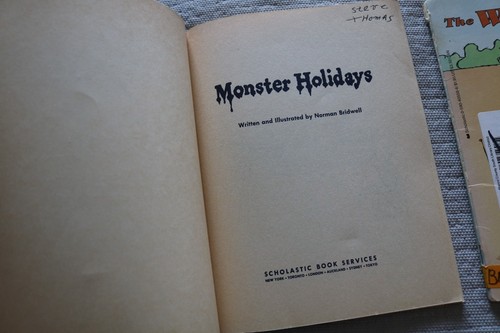 Steve
+ Thomas
Monster Holidays
Written and Illustrated by Norman Bridwell
SCHOLASTIC BOOK SERVICES
NEW YORK • TORONTO • LONDON • AUCKLAND • SYDNEY • TOKYO
The W